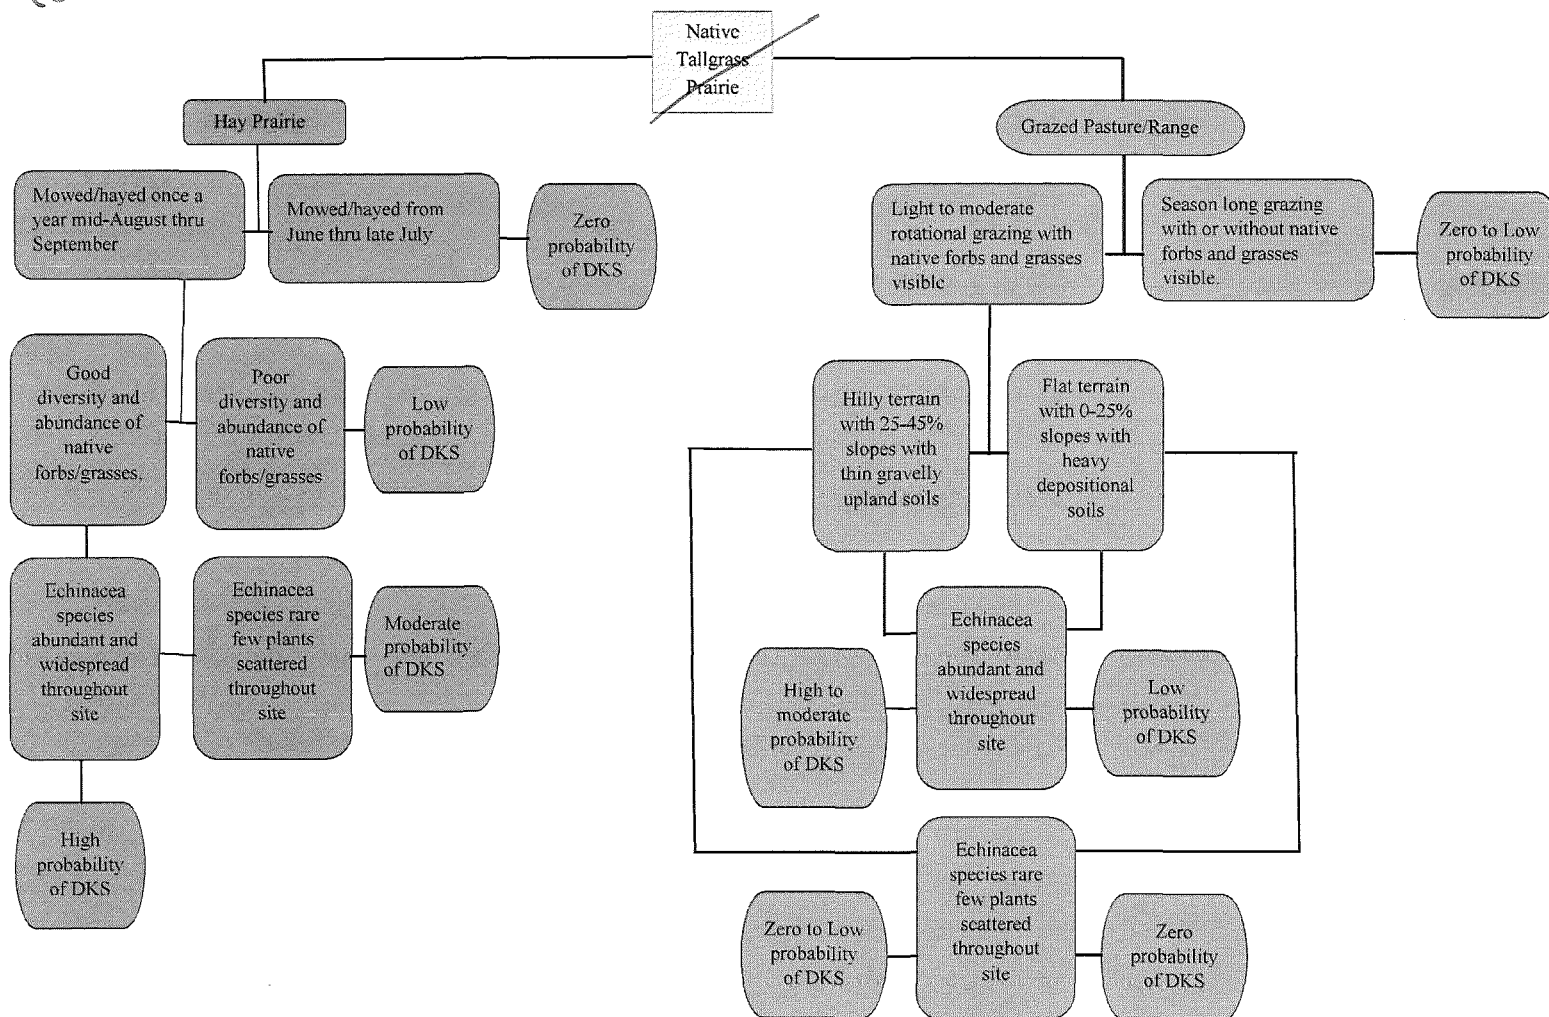 Native
Tallgrass
Prairie
Hay Prairie
Grazed Pasture/Range
Mowed/hayed once a
year mid-August thru
September
Mowed/hayed from
June thru late July
Zero
probability
of DKS
Light to moderate
rotational grazing with
native forbs and grasses
visible
Season long grazing
with or without native
forbs and grasses
visible.
Zero to Low
probability
of DKS
Good
diversity and
abundance of
native
forbs/grasses.
Poor
diversity and
abundance of
native
forbs/grasses
Low
probability
of DKS
Hilly terrain
with 25-45%
slopes with
thin gravelly
upland soils
Flat terrain
with 0-25%
slopes with
heavy
depositional
soils
Echinacea
species
abundant and
widespread
throughout
site
Echinacea
species rare
few plants
scattered
throughout
site
Moderate
probability
of DKS
High
probability
of DKS
Echinacea
species
abundant and
widespread
throughout
site
High to
moderate
probability
of DKS
Low
probability
of DKS
Echinacea
species rare
few plants
scattered
throughout
site
Zero to Low
probability
of DKS
Zero
probability
of DKS